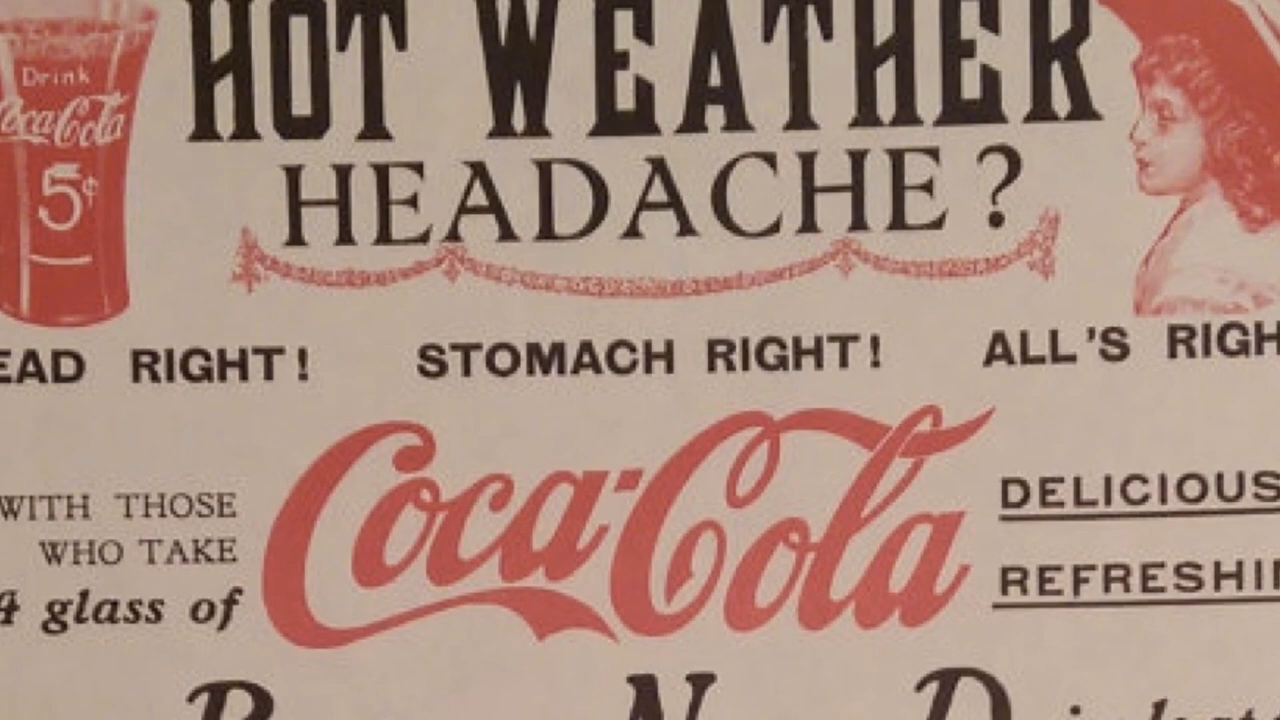 HOT WEATHER
Drink
Coca-Cola
5¢
HEADACHE?
EAD RIGHT! STOMACH RIGHT! ALL'S RIGH
WITH THOSE
WHO TAKE
A glass of
Coca-Cola
DELICIOUS
REFRESHIN